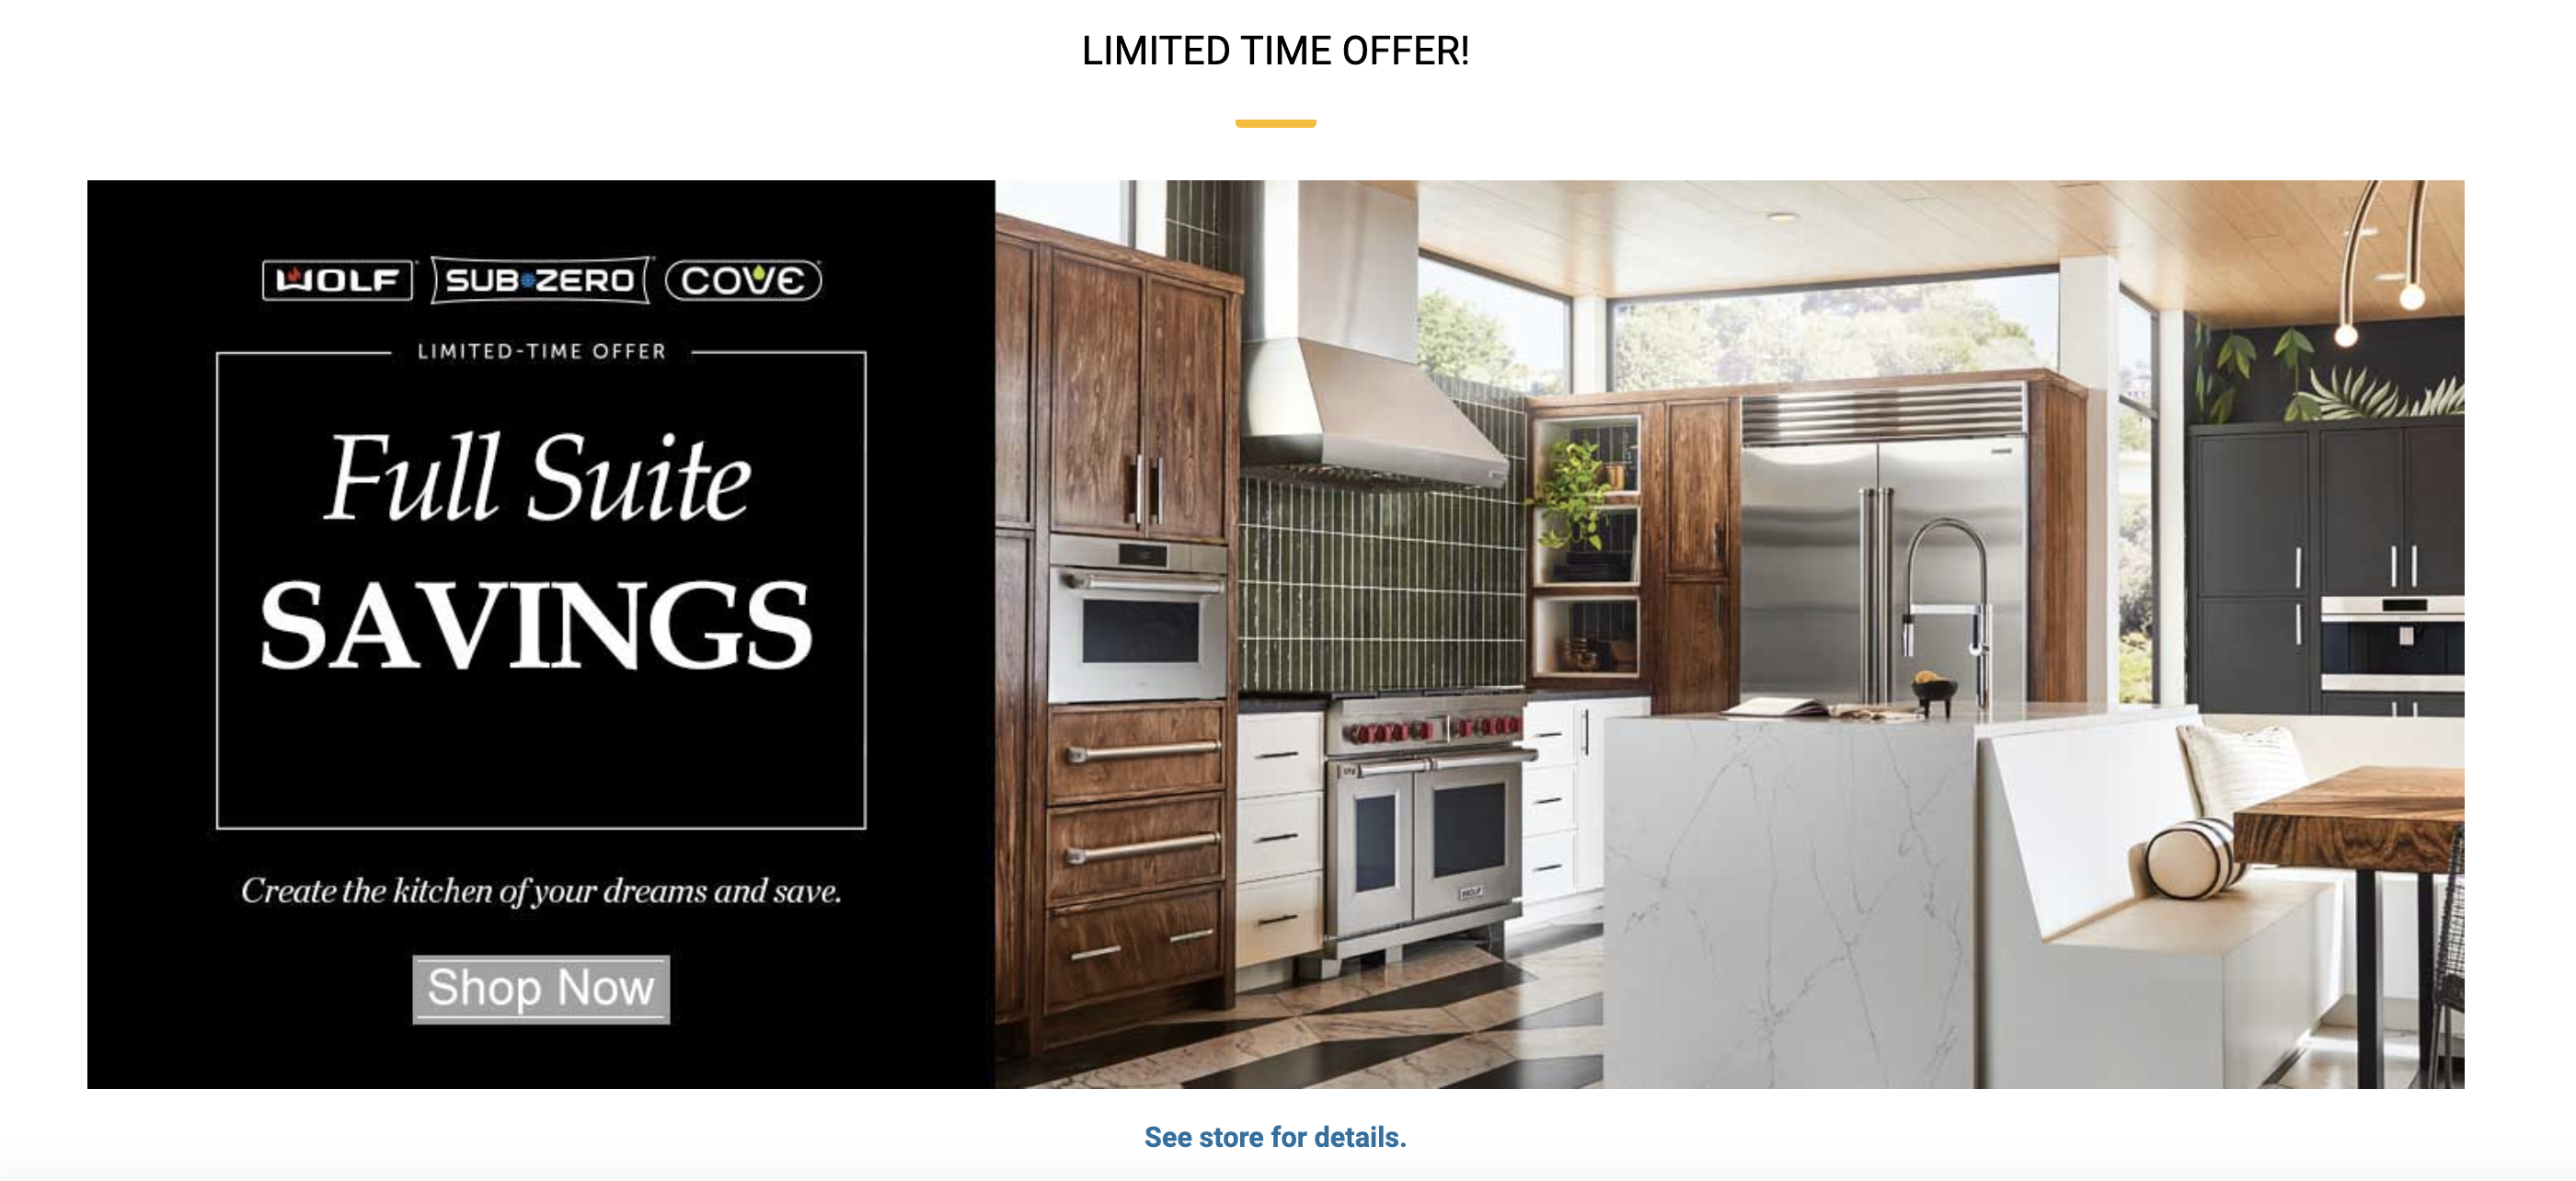 LIMITED TIME OFFER!
WOLF SUB-ZERO COVE
LIMITED-TIME OFFER
Full Suite
SAVINGS
Create the kitchen of your dreams and save.
Shop Now
WOLF
See store for details.